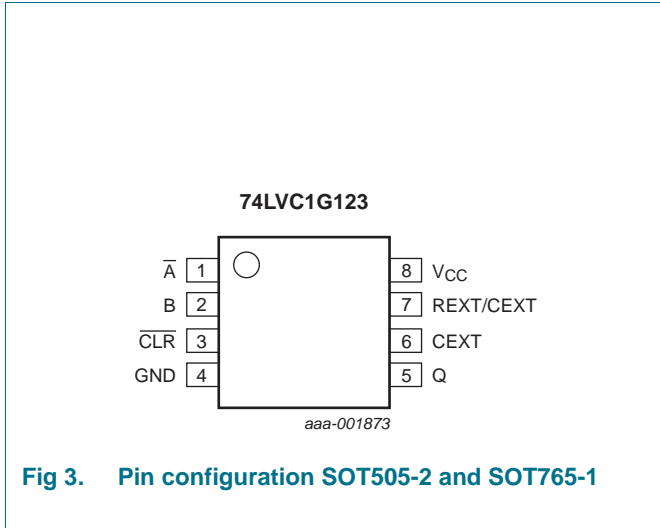 74LVC1G123
A̅ 1 8 VCC
B 2 7 REXT/CEXT
C̅L̅R̅ 3 6 CEXT
GND 4 5 Q
aaa-001873
Fig 3. Pin configuration SOT505-2 and SOT765-1